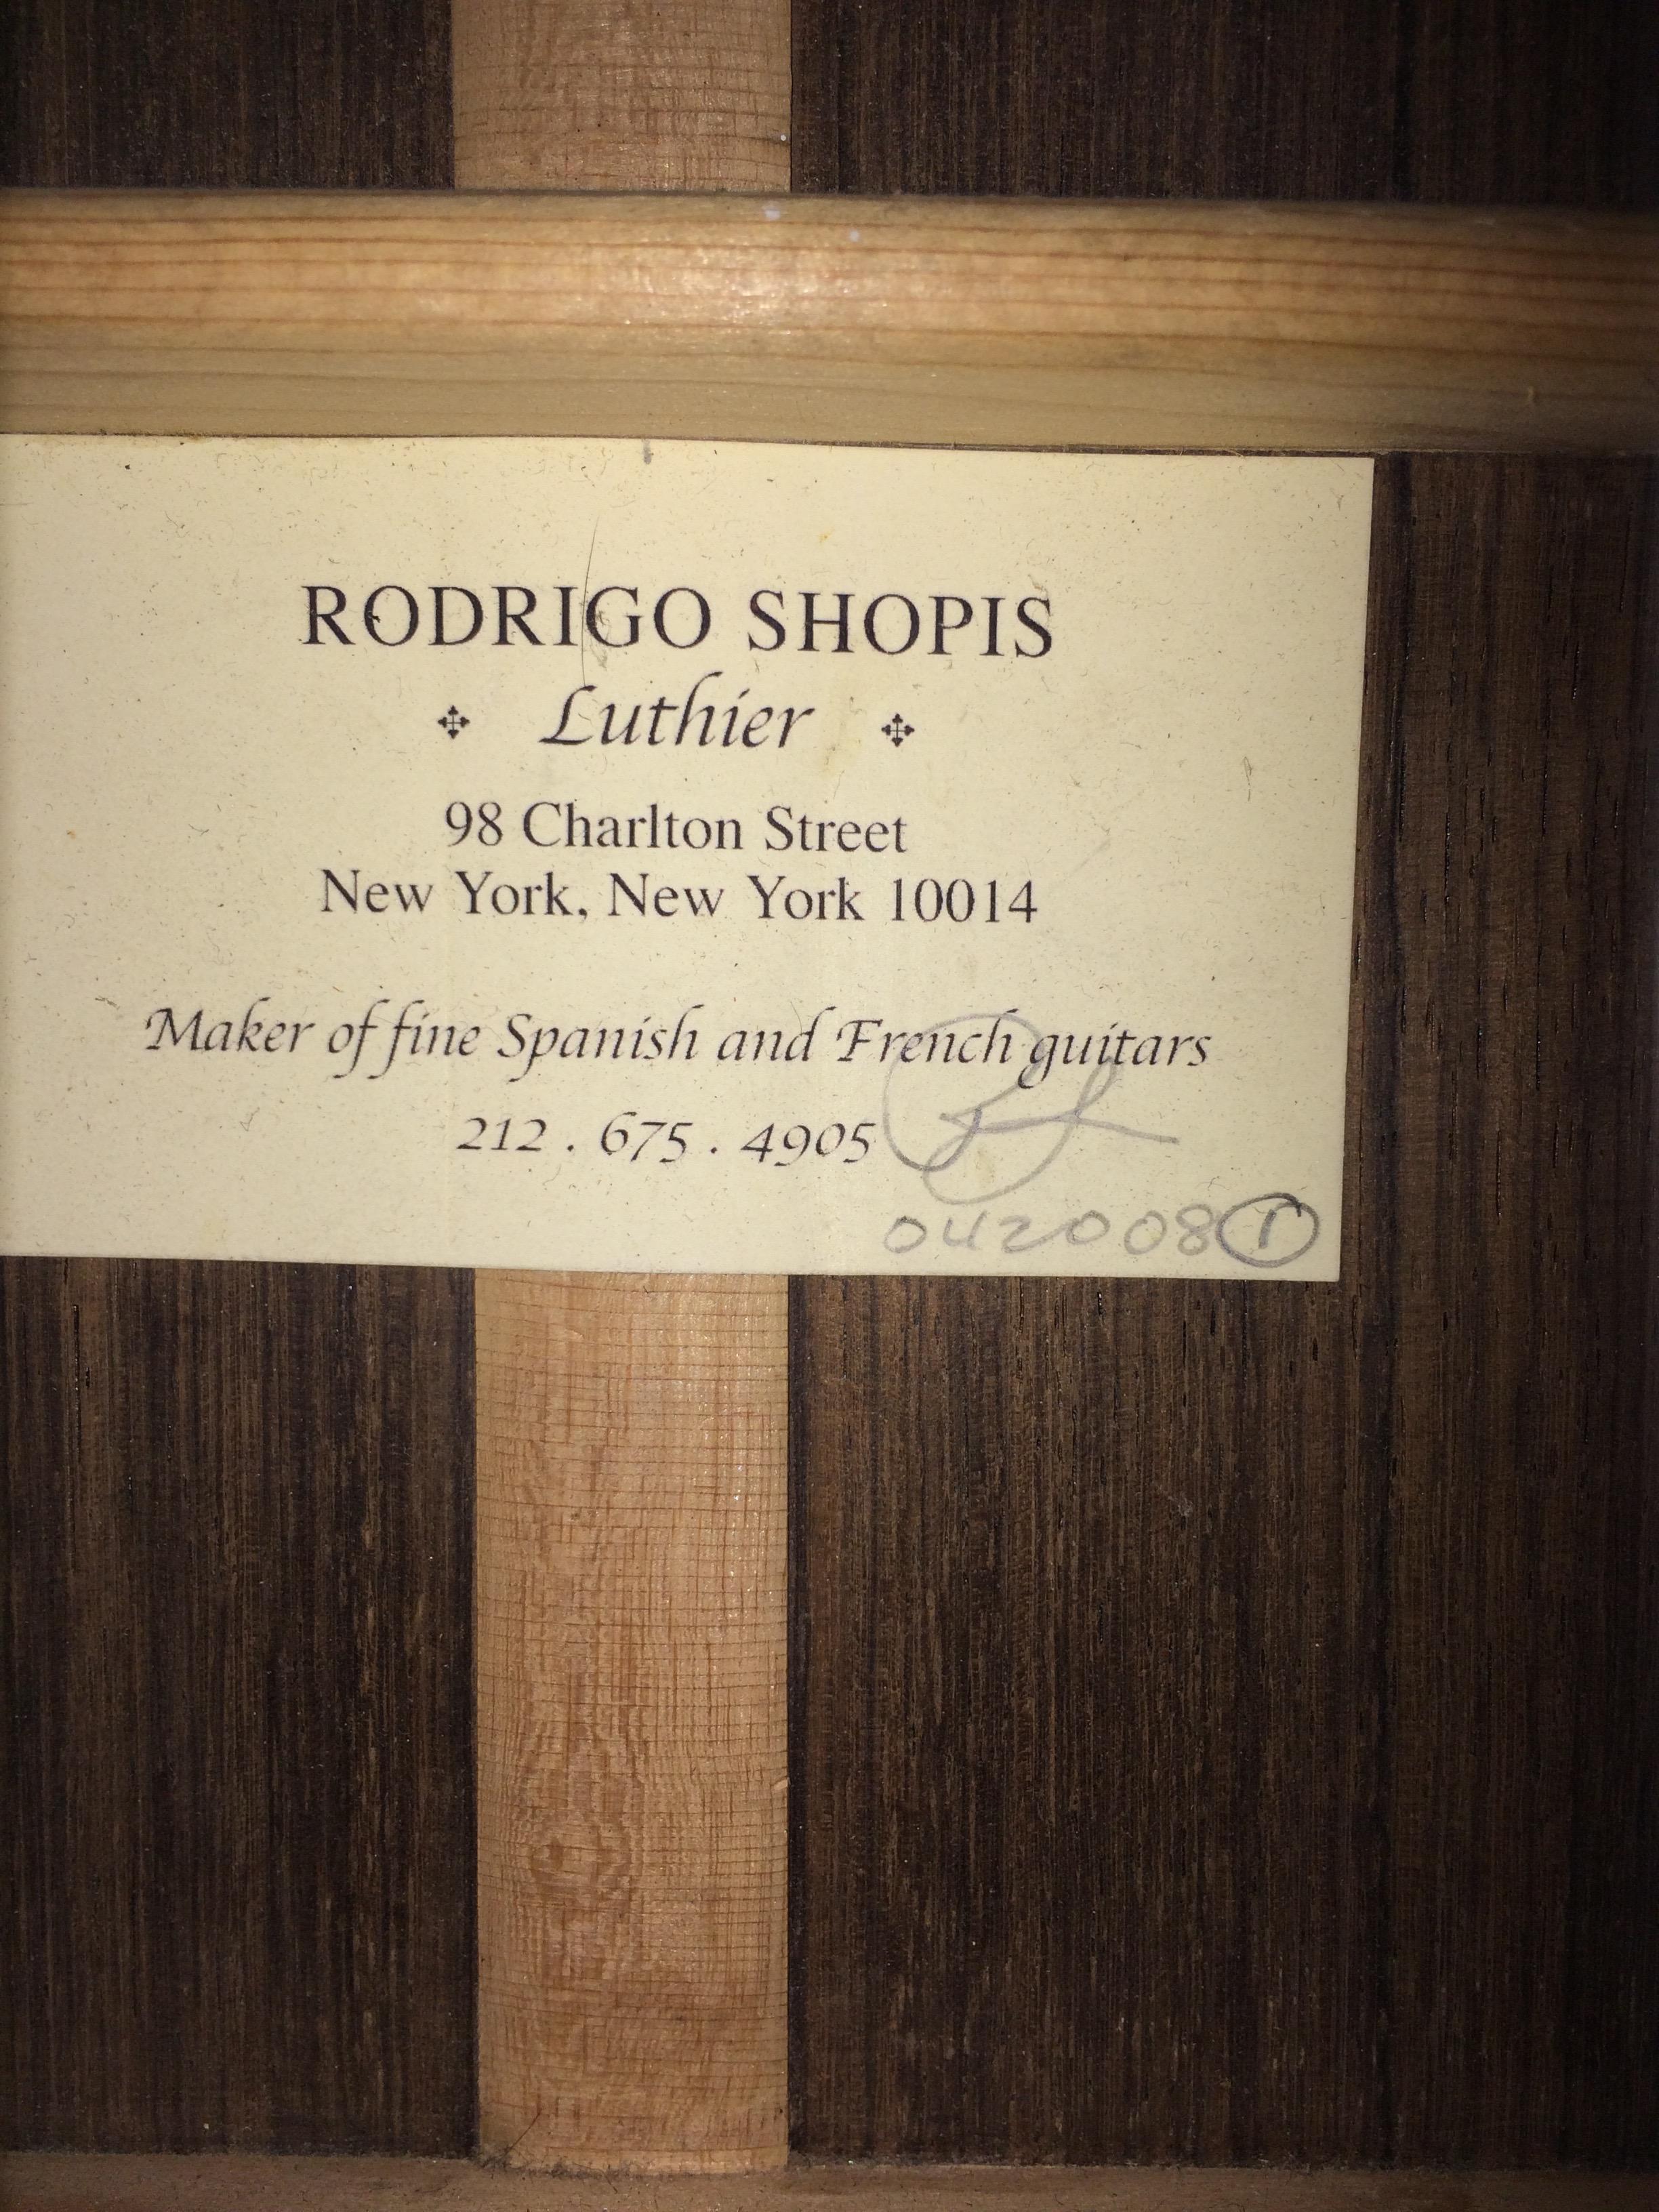 RODRIGO SHOPIS
Luthier
98 Charlton Street
New York, New York 10014
Maker of fine Spanish and French guitars
212 . 675 . 4905
042008 1